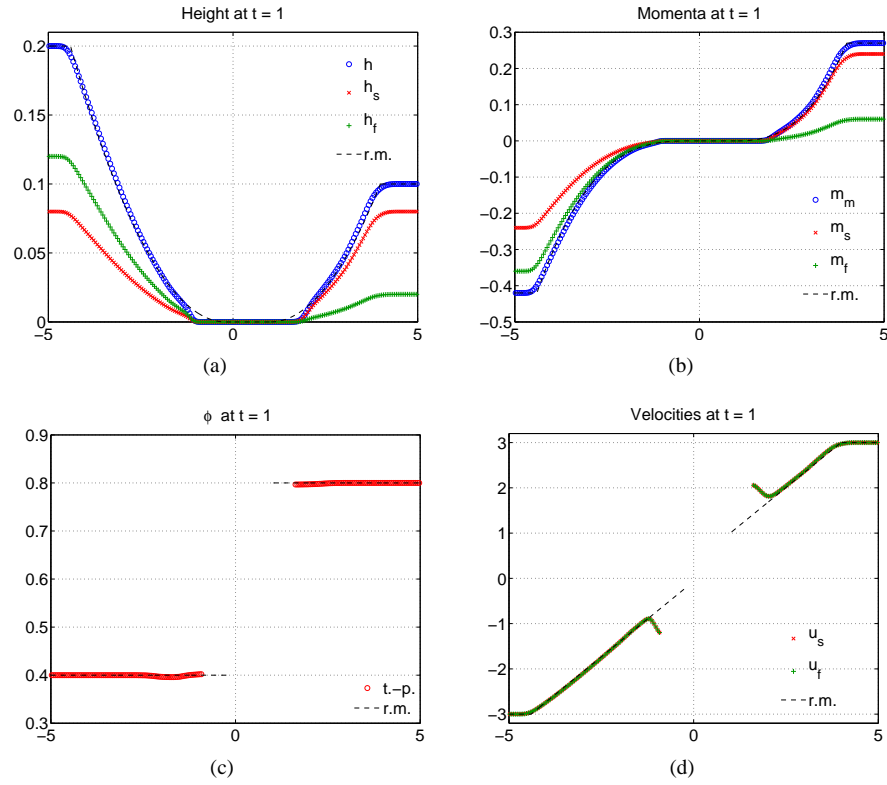 Height at t = 1
0.2
0.15
0.1
0.05
0
−5
0
5
h
h_s
h_f
r.m.
(a)
Momenta at t = 1
0.3
0.2
0.1
0
−0.1
−0.2
−0.3
−0.4
−0.5
−5
0
5
m_m
m_s
m_f
r.m.
(b)
ϕ at t = 1
0.9
0.8
0.7
0.6
0.5
0.4
0.3
−5
0
5
t.−p.
r.m.
(c)
Velocities at t = 1
3
2
1
0
−1
−2
−3
−5
0
5
u_s
u_f
r.m.
(d)